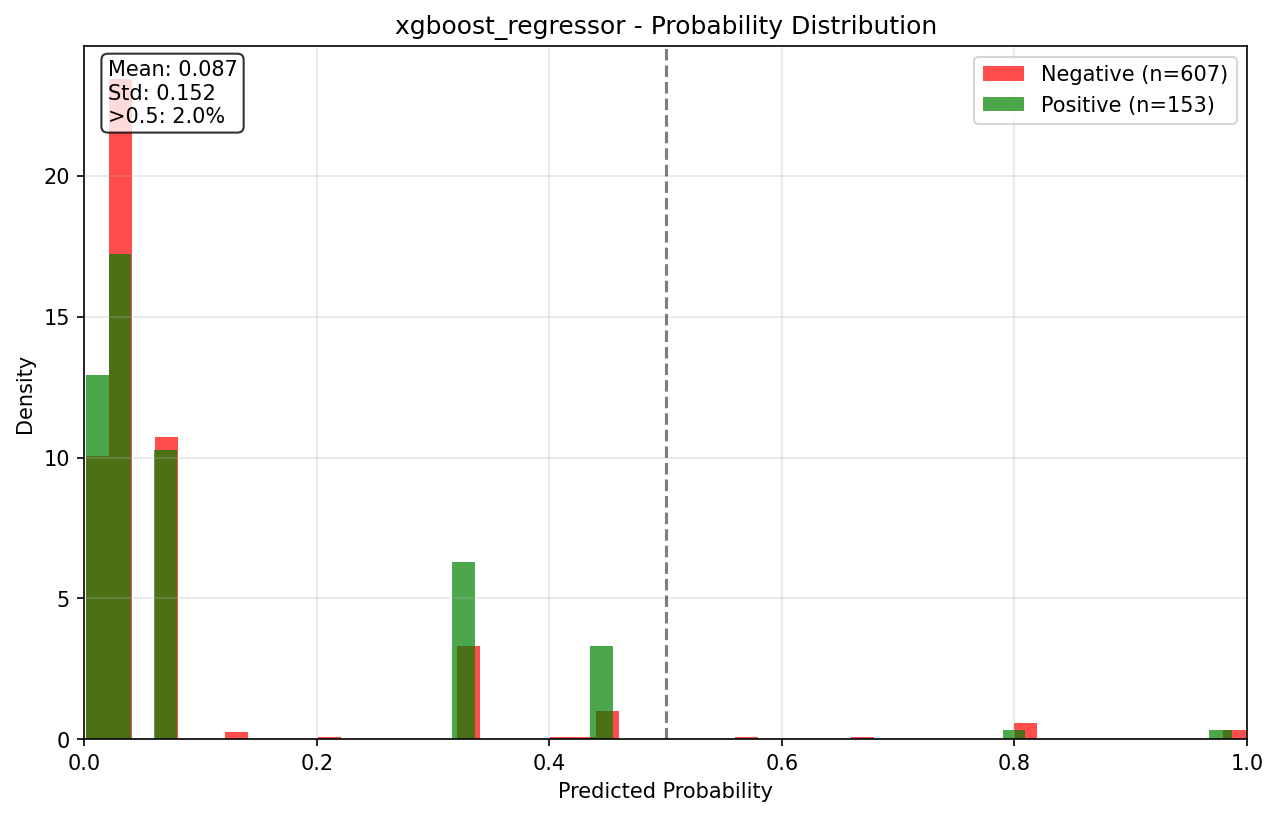 xgboost_regressor - Probability Distribution
Mean: 0.087
Std: 0.152
>0.5: 2.0%
Negative (n=607)
Positive (n=153)
Density
20
15
10
5
0
0.0 0.2 0.4 0.6 0.8 1.0
Predicted Probability